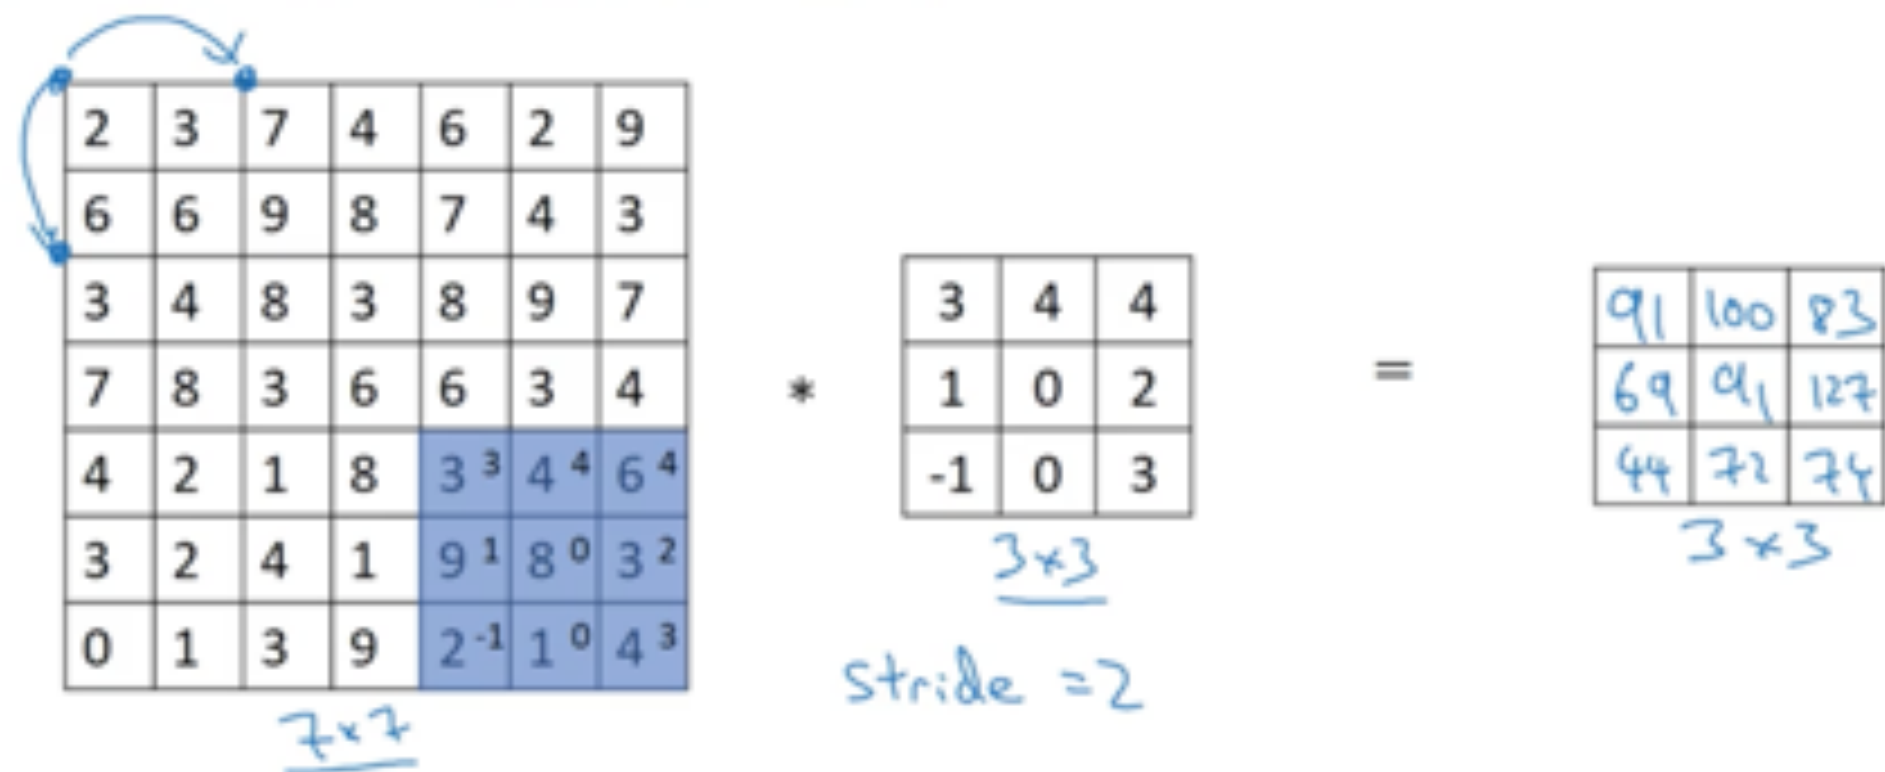 2 3 7 4 6 2 9
6 6 9 8 7 4 3
3 4 8 3 8 9 7
7 8 3 6 6 3 4
4 2 1 8 3 3 4 4 6 4
3 2 4 1 9 1 8 0 3 2
0 1 3 9 2 -1 1 0 4 3
7×7
*
3 4 4
1 0 2
-1 0 3
3×3
stride =2
=
91 100 83
69 91 127
44 72 74
3×3